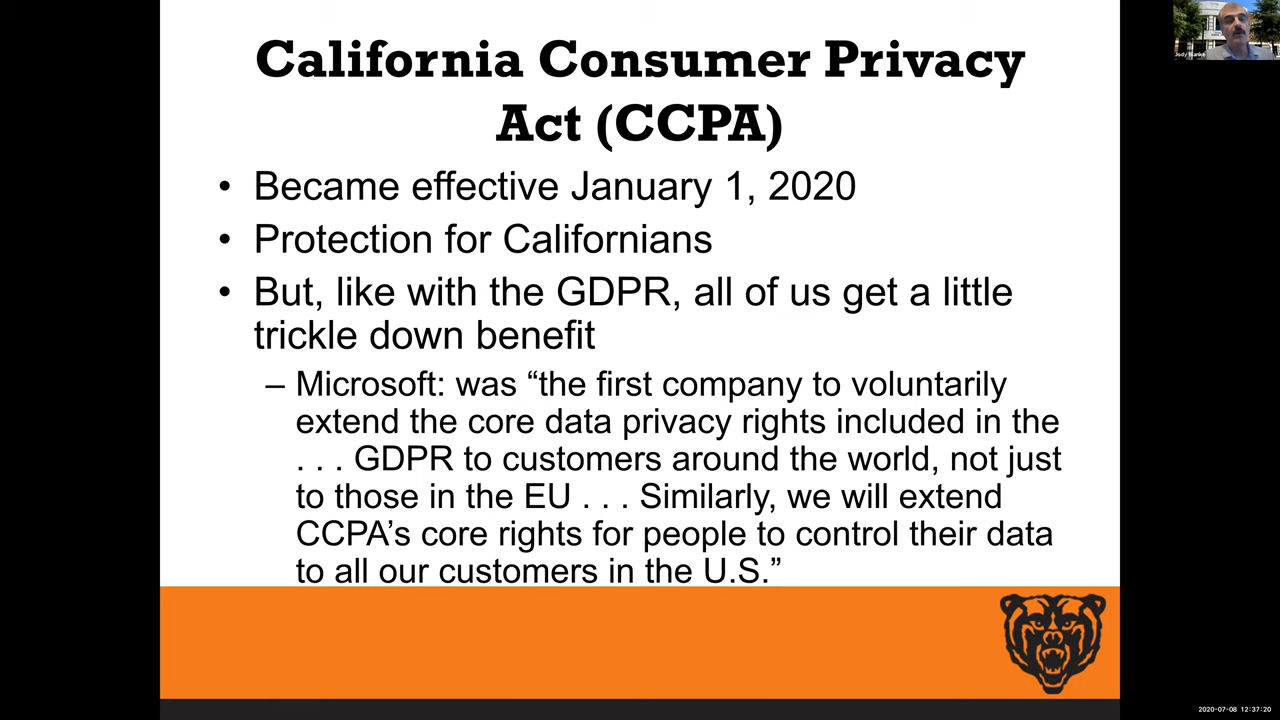 California Consumer Privacy
Act (CCPA)
• Became effective January 1, 2020
• Protection for Californians
• But, like with the GDPR, all of us get a little
trickle down benefit
– Microsoft: was “the first company to voluntarily
extend the core data privacy rights included in the
. . . GDPR to customers around the world, not just
to those in the EU . . . Similarly, we will extend
CCPA’s core rights for people to control their data
to all our customers in the U.S.”
Jody
2020-07-08 12:37:20